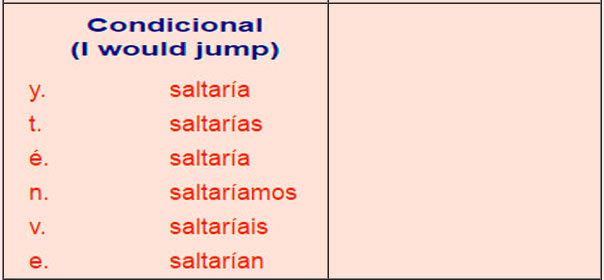 Condicional
(I would jump)
y. saltaría
t. saltarías
é. saltaría
n. saltaríamos
v. saltaríais
e. saltarían